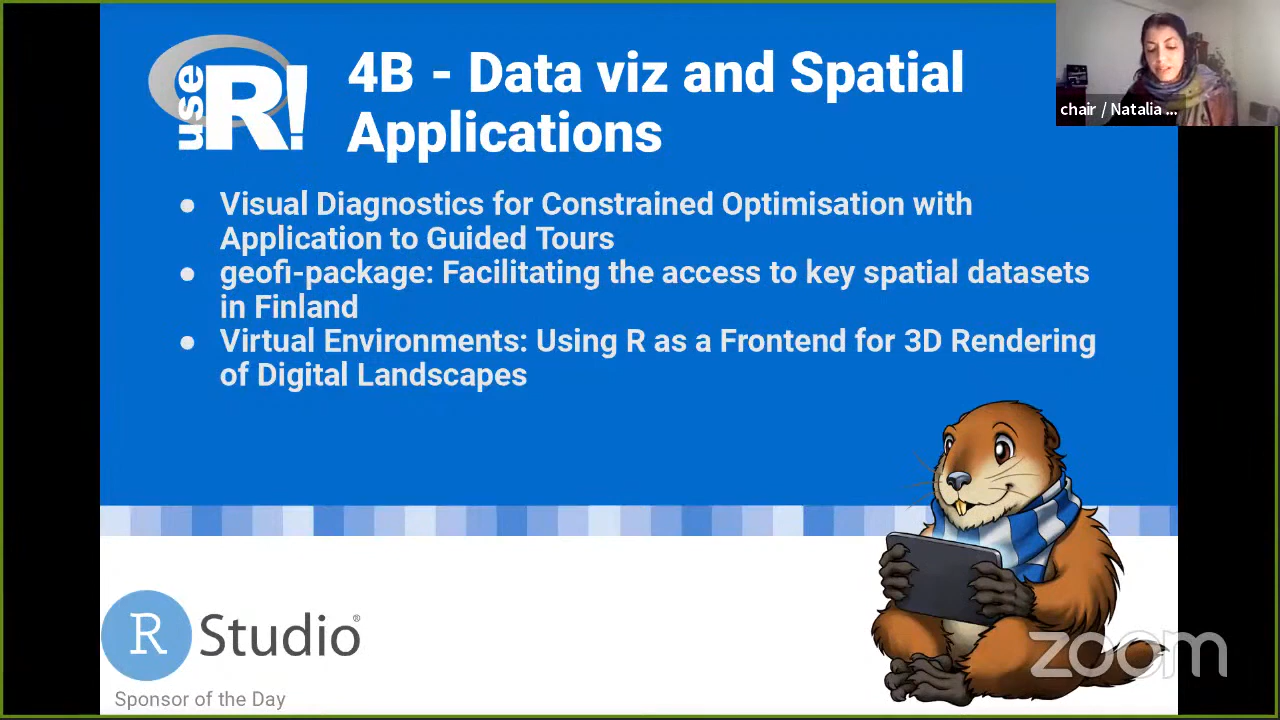 use
R!
4B - Data viz and Spatial
Applications
chair / Natalia ...
● Visual Diagnostics for Constrained Optimisation with
Application to Guided Tours
● geofi-package: Facilitating the access to key spatial datasets
in Finland
● Virtual Environments: Using R as a Frontend for 3D Rendering
of Digital Landscapes
R Studio®
Sponsor of the Day
zoom